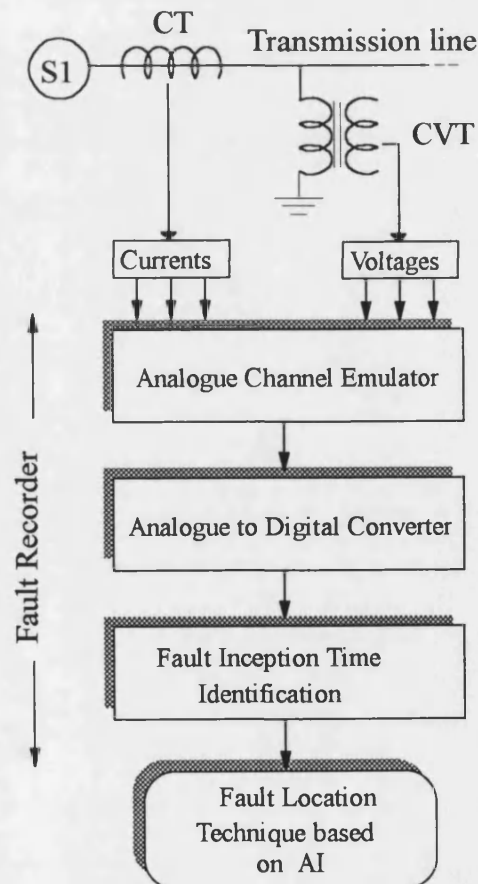 CT
S1
Transmission line
CVT
Currents
Voltages
Analogue Channel Emulator
Analogue to Digital Converter
Fault Inception Time
Identification
Fault Recorder
Fault Location
Technique based
on AI